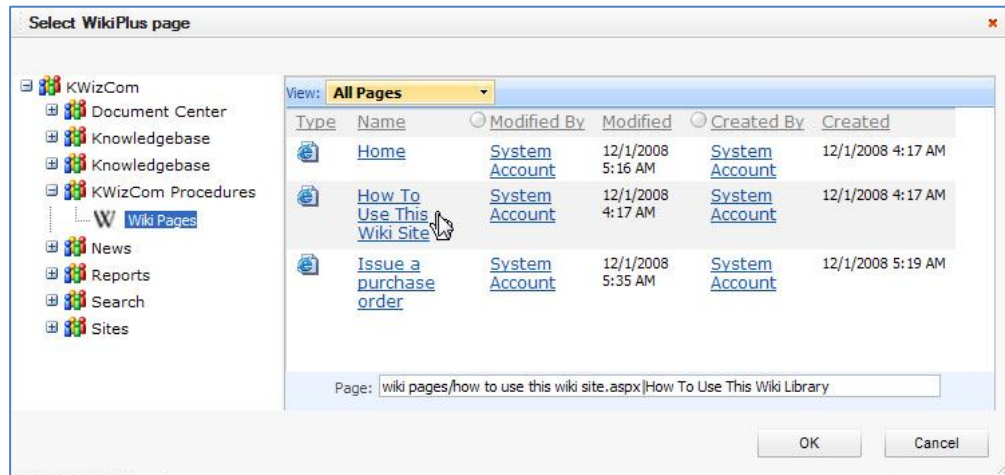 Select WikiPlus page
KWizCom
Document Center
Knowledgebase
Knowledgebase
KWizCom Procedures
Wiki Pages
News
Reports
Search
Sites
View: All Pages
Type Name Modified By Modified Created By Created
Home System Account 12/1/2008 5:16 AM System Account 12/1/2008 4:17 AM
How To Use This Wiki Site System Account 12/1/2008 4:17 AM System Account 12/1/2008 4:17 AM
Issue a purchase order System Account 12/1/2008 5:35 AM System Account 12/1/2008 5:19 AM
Page: wiki pages/how to use this wiki site.aspx|How To Use This Wiki Library
OK Cancel